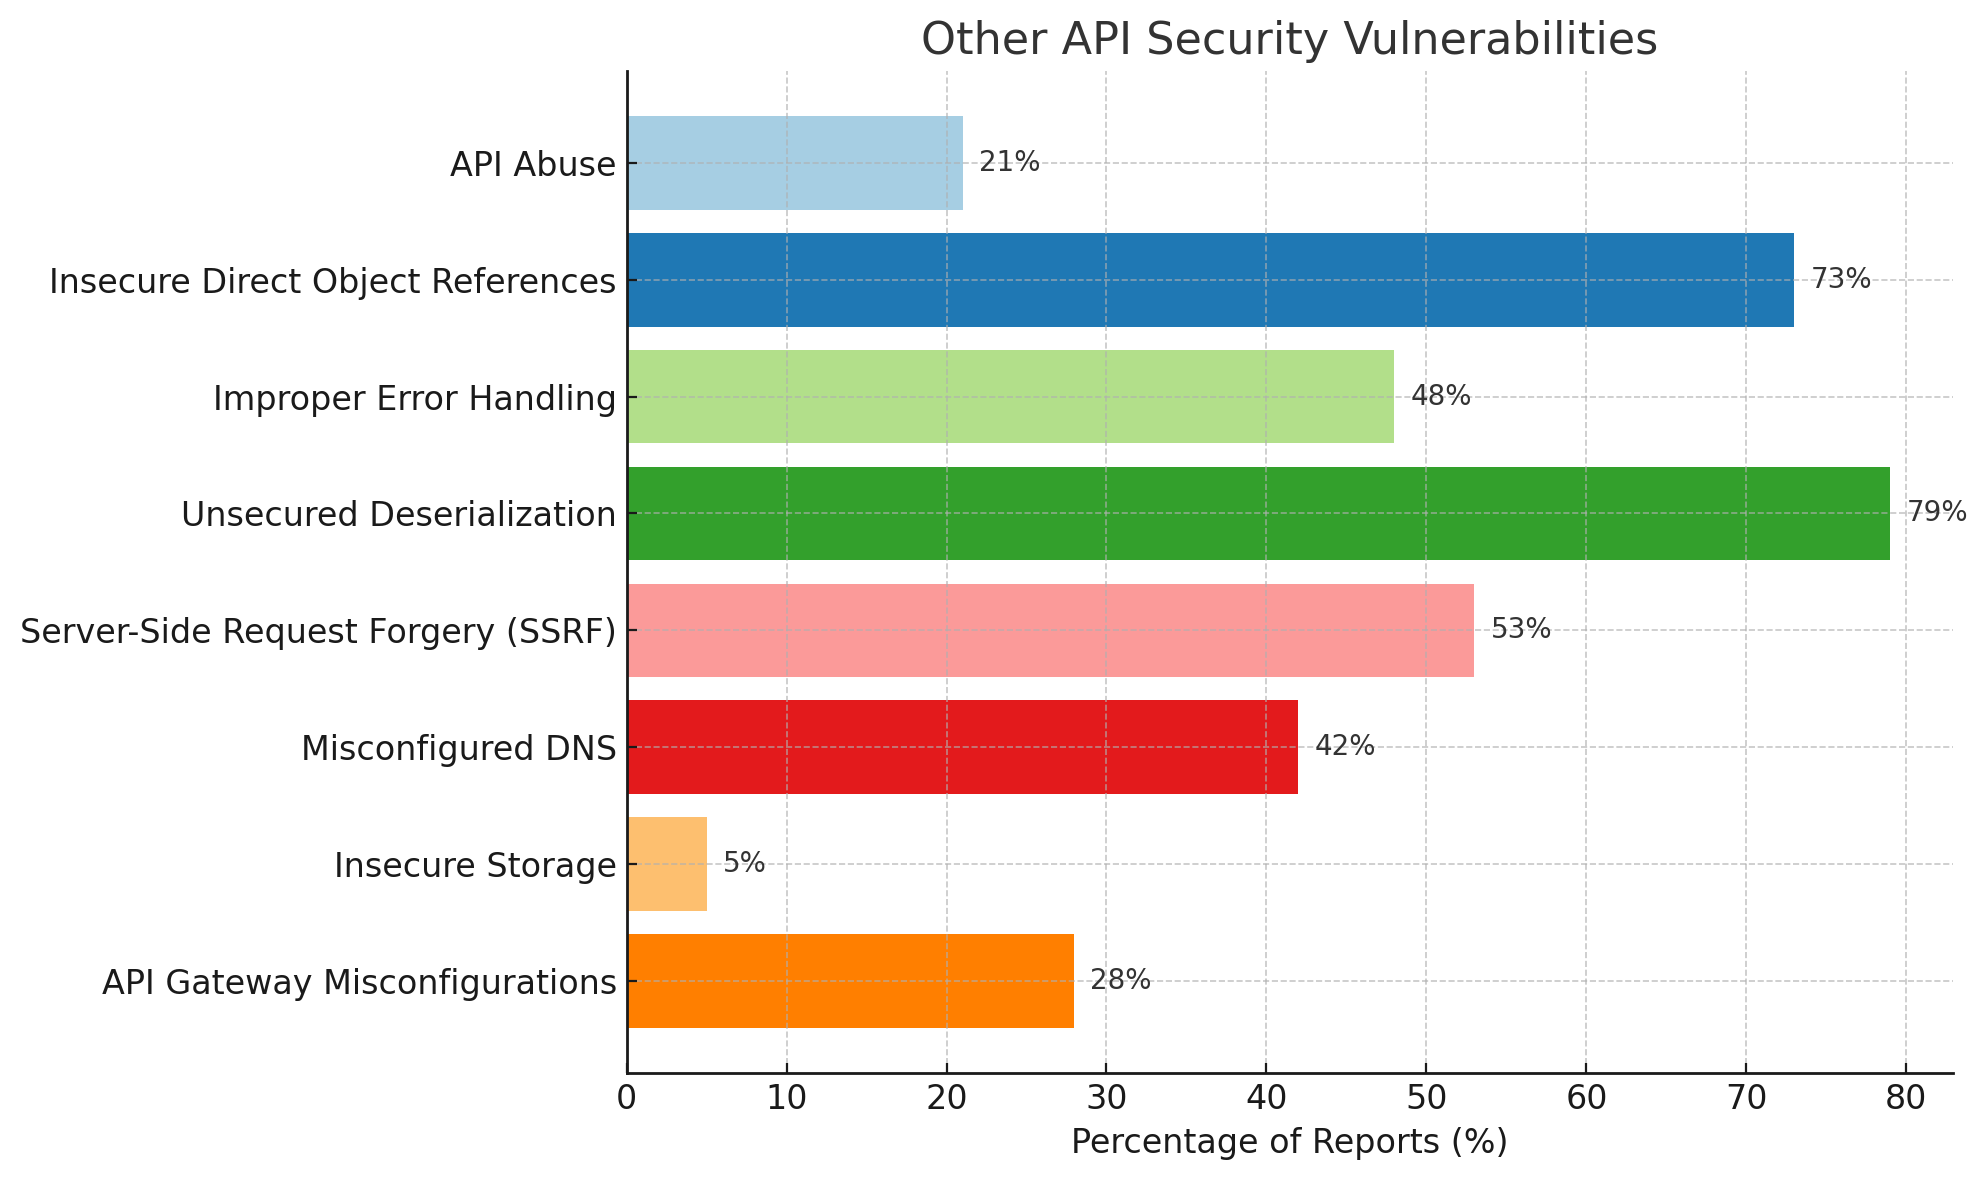 Other API Security Vulnerabilities
API Abuse
21%
Insecure Direct Object References
73%
Improper Error Handling
48%
Unsecured Deserialization
79%
Server-Side Request Forgery (SSRF)
53%
Misconfigured DNS
42%
Insecure Storage
5%
API Gateway Misconfigurations
28%
0 10 20 30 40 50 60 70 80
Percentage of Reports (%)